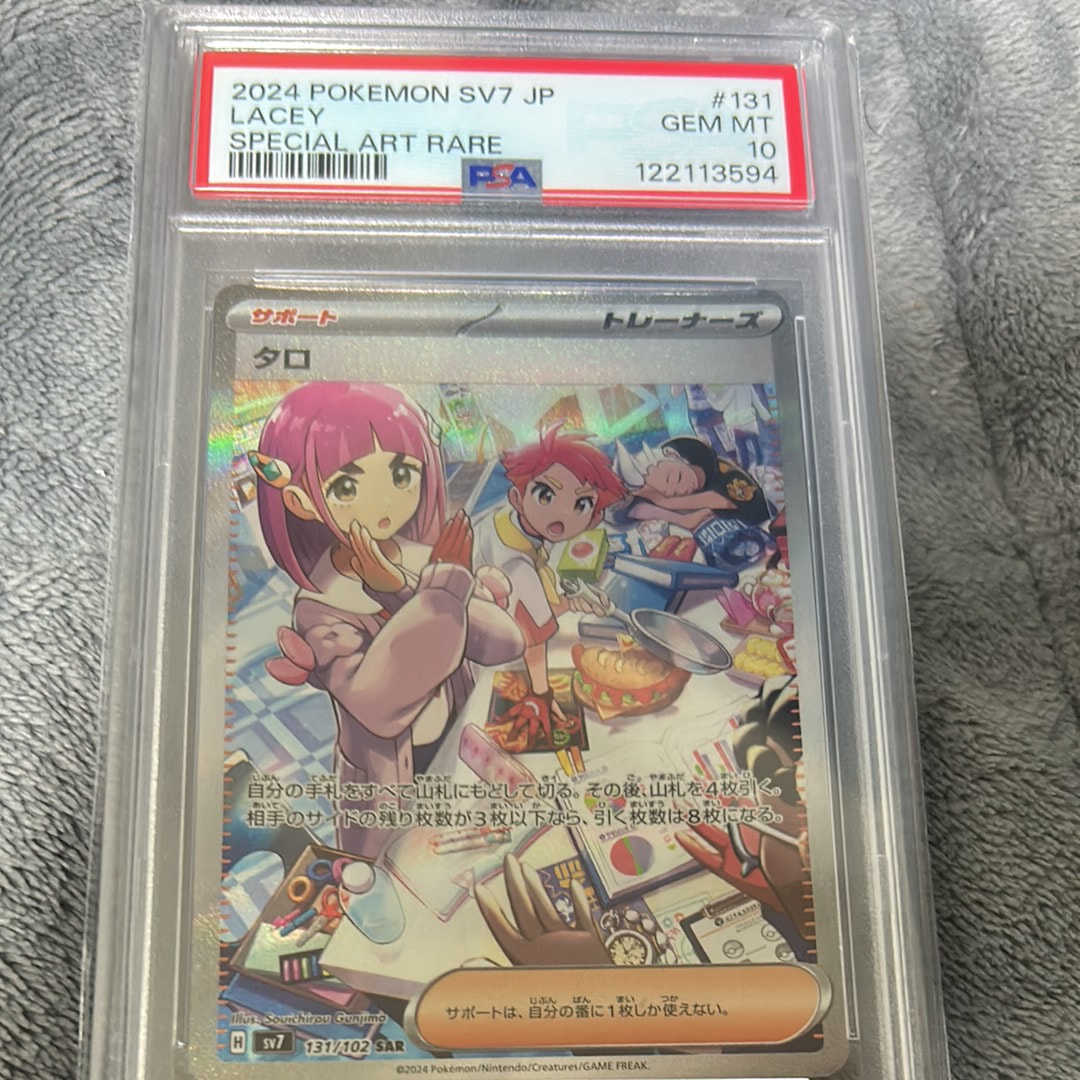 2024 POKEMON SV7 JP #131
LACEY GEM MT
SPECIAL ART RARE 10
PSA 122113594
サポート トレーナーズ
タロ
自分の手札をすべて山札にもどして切る。その後、山札を4枚引く。
相手のサイドの残り枚数が3枚以下なら、引く枚数は8枚になる。
サポートは、自分の番に1枚しか使えない。
Illus. Souichirou Gunjima
H sv7 131/102 SAR
©2024 Pokémon/Nintendo/Creatures/GAME FREAK.